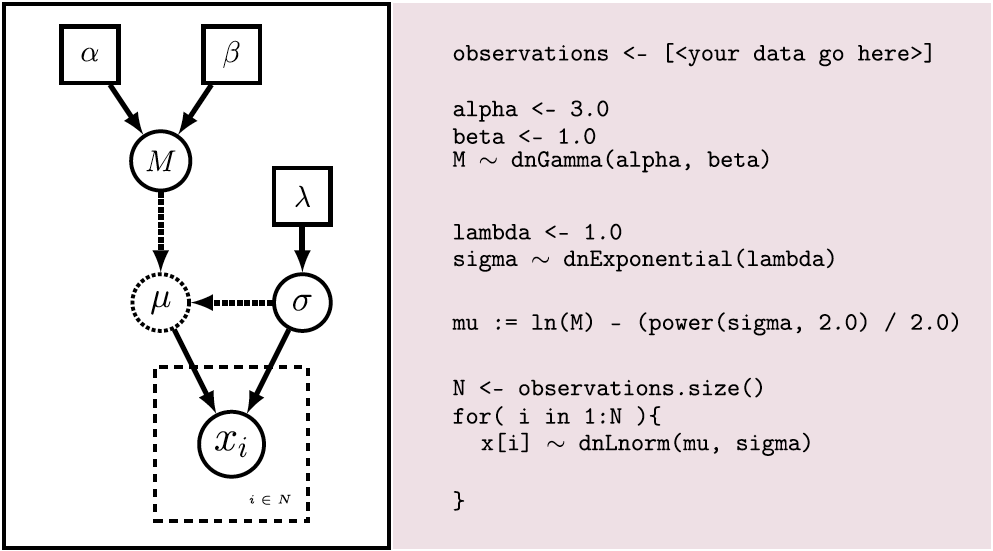 α
β
M
λ
μ
σ
x_i
i ∈ N
observations <- [<your data go here>]
alpha <- 3.0
beta <- 1.0
M ~ dnGamma(alpha, beta)
lambda <- 1.0
sigma ~ dnExponential(lambda)
mu := ln(M) - (power(sigma, 2.0) / 2.0)
N <- observations.size()
for( i in 1:N ){
  x[i] ~ dnLnorm(mu, sigma)
}